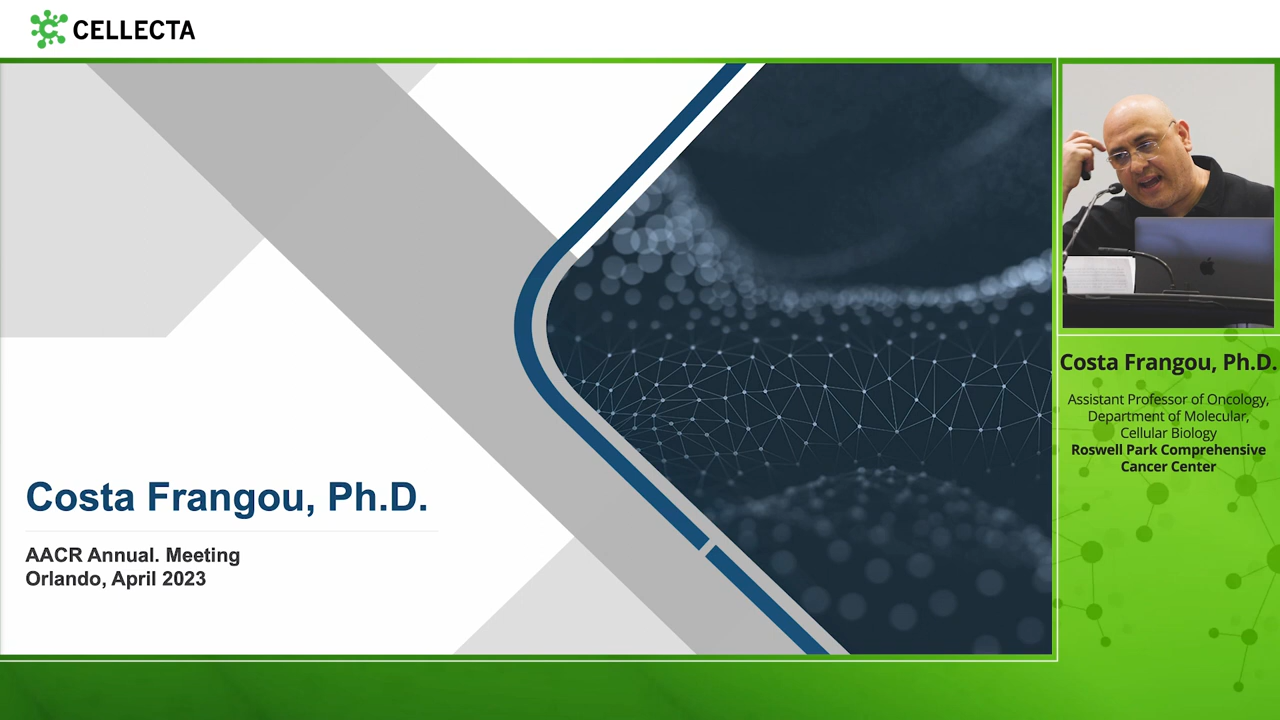 CELLECTA
Costa Frangou, Ph.D.
AACR Annual. Meeting
Orlando, April 2023
Costa Frangou, Ph.D.
Assistant Professor of Oncology,
Department of Molecular,
Cellular Biology
Roswell Park Comprehensive
Cancer Center